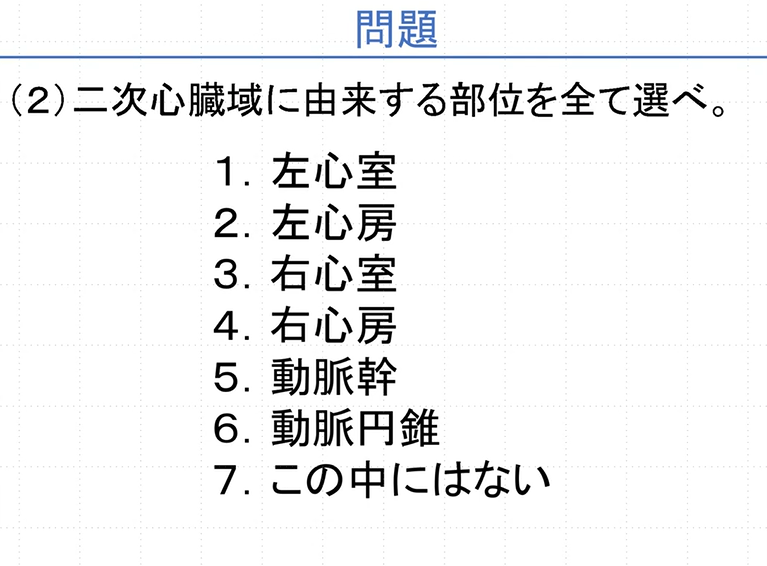 問題
（２）二次心臓域に由来する部位を全て選べ。
１．左心室
２．左心房
３．右心室
４．右心房
５．動脈幹
６．動脈円錐
７．この中にはない